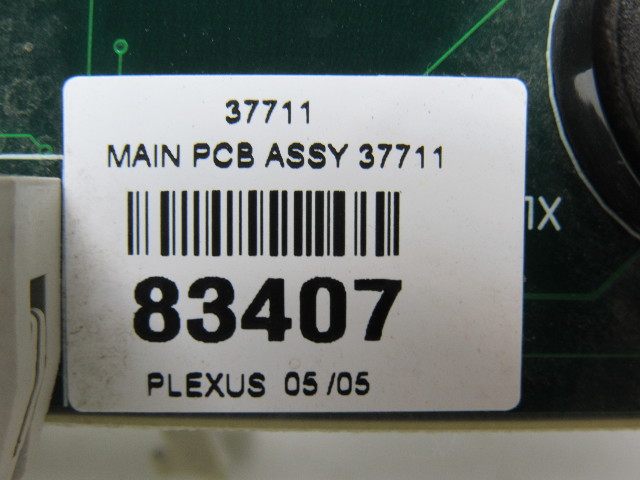 37711
MAIN PCB ASSY 37711
83407
PLEXUS 05 /05